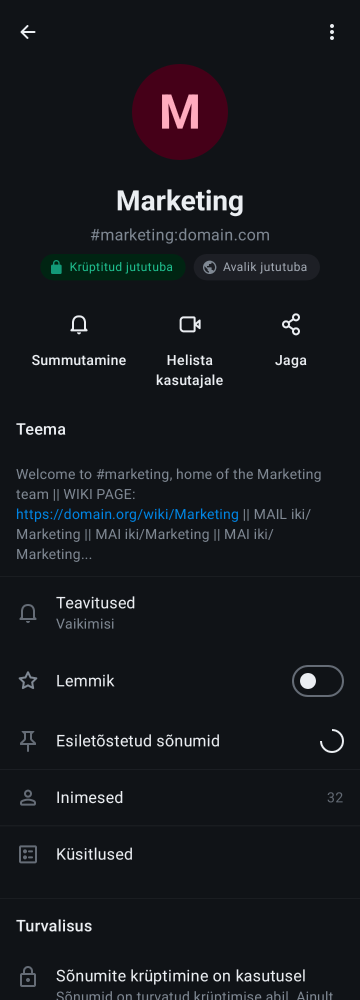 M
Marketing
#marketing:domain.com
Krüptitud jututuba
Avalik jututuba
Summutamine
Helista
kasutajale
Jaga
Teema
Welcome to #marketing, home of the Marketing
team || WIKI PAGE:
https://domain.org/wiki/Marketing || MAIL iki/
Marketing || MAI iki/Marketing || MAI iki/
Marketing...
Teavitused
Vaikimisi
Lemmik
Esiletõstetud sõnumid
Inimesed 32
Küsitlused
Turvalisus
Sõnumite krüptimine on kasutusel
Sõnumid on turvatud krüptimise abil. Ainult